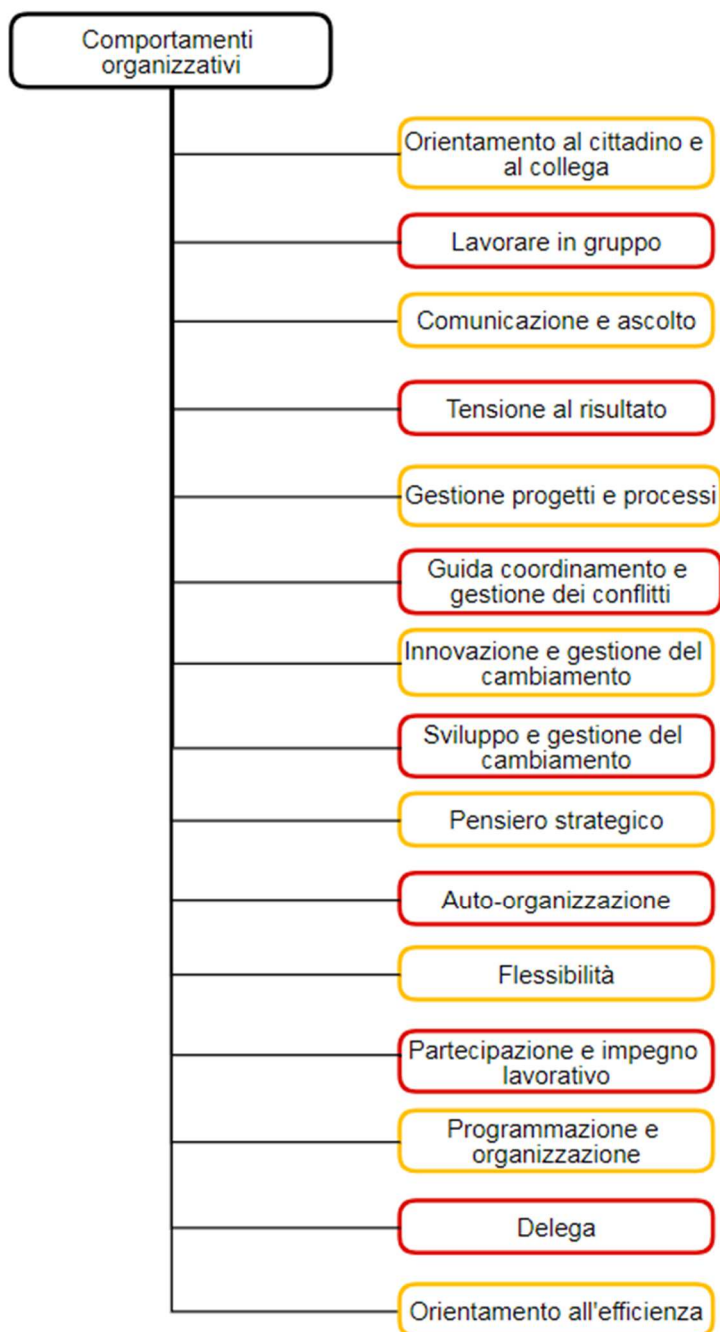 Comportamenti
organizzativi
Orientamento al cittadino e
al collega
Lavorare in gruppo
Comunicazione e ascolto
Tensione al risultato
Gestione progetti e processi
Guida coordinamento e
gestione dei conflitti
Innovazione e gestione del
cambiamento
Sviluppo e gestione del
cambiamento
Pensiero strategico
Auto-organizzazione
Flessibilità
Partecipazione e impegno
lavorativo
Programmazione e
organizzazione
Delega
Orientamento all'efficienza